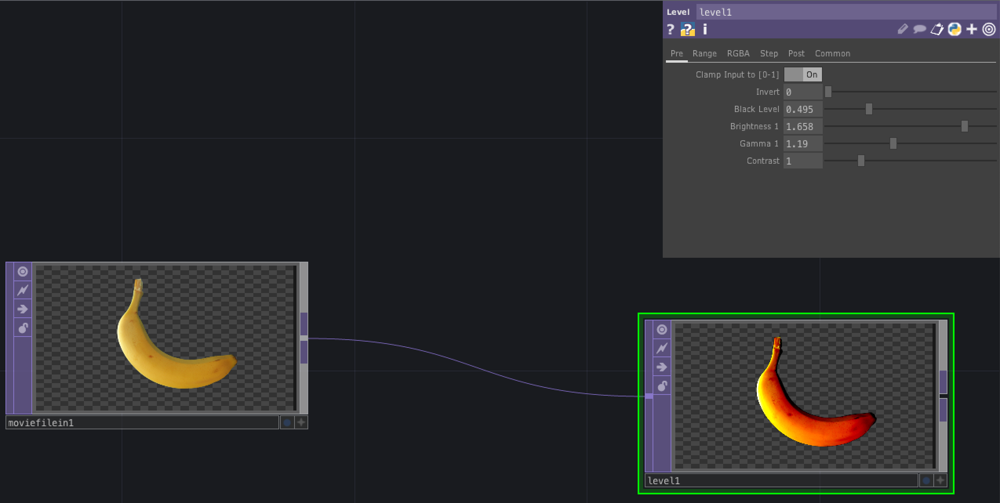 Level level1
? ? i
Pre Range RGBA Step Post Common
Clamp Input to [0-1] On
Invert 0
Black Level 0.495
Brightness 1 1.658
Gamma 1 1.19
Contrast 1
moviefilein1
level1